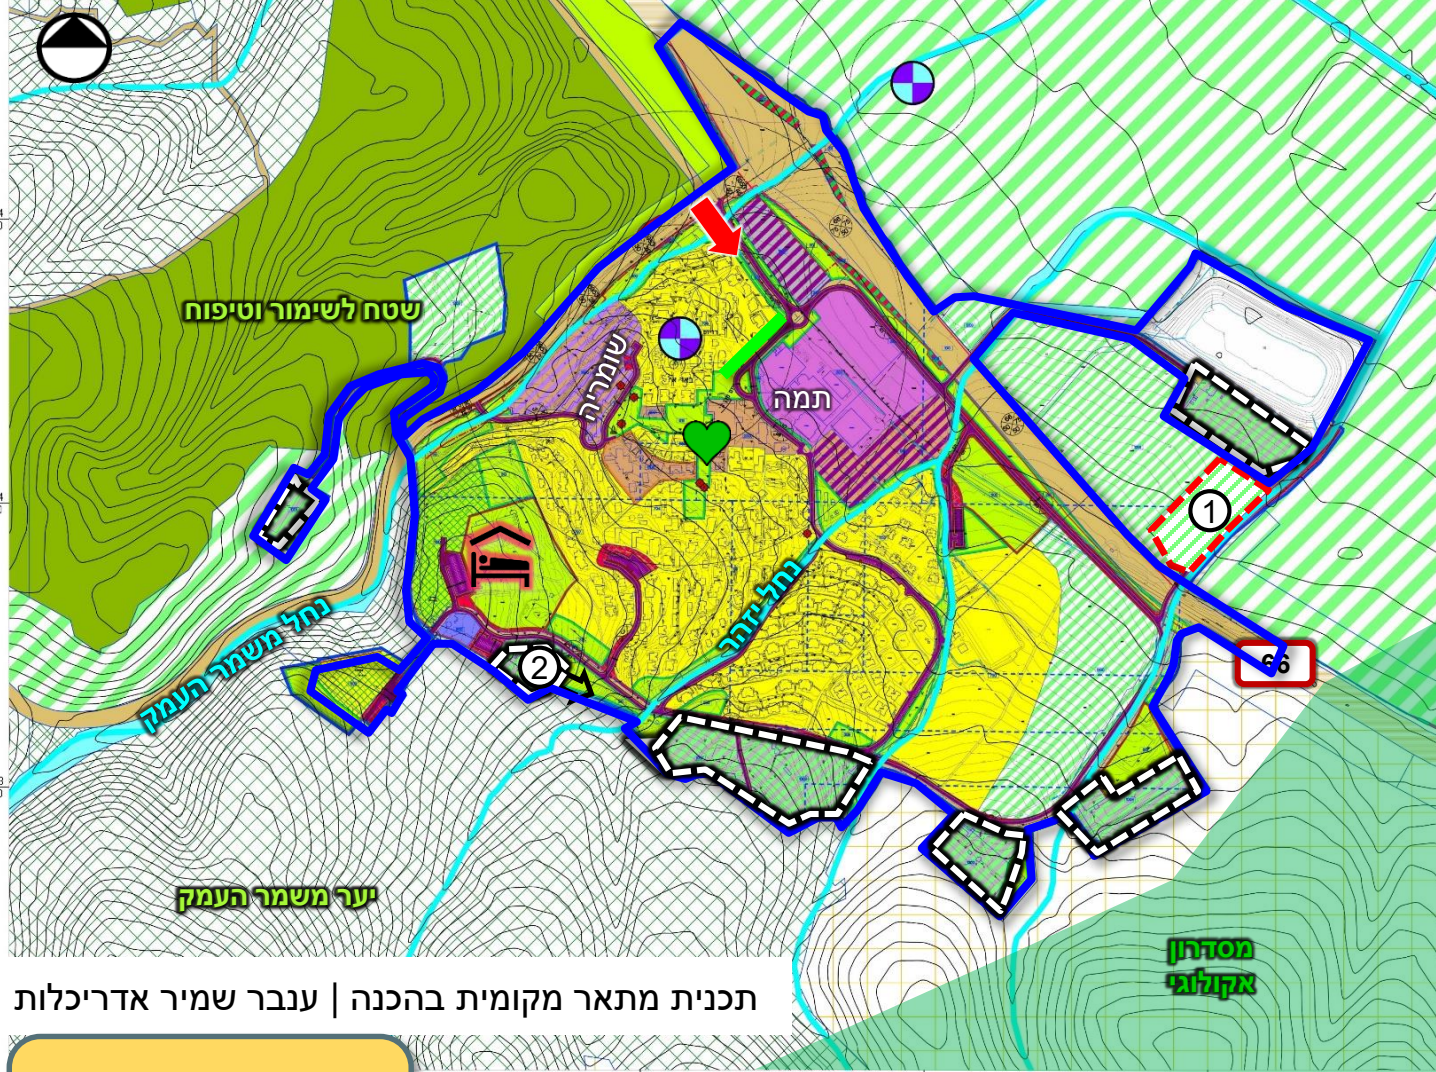 שטח לשימור וטיפוח
שומריה
תמה
1
נחל יזהר
נחל משמר העמק
2
66
יער משמר העמק
מסדרון
אקולוגי
תכנית מתאר מקומית בהכנה | ענבר שמיר אדריכלות